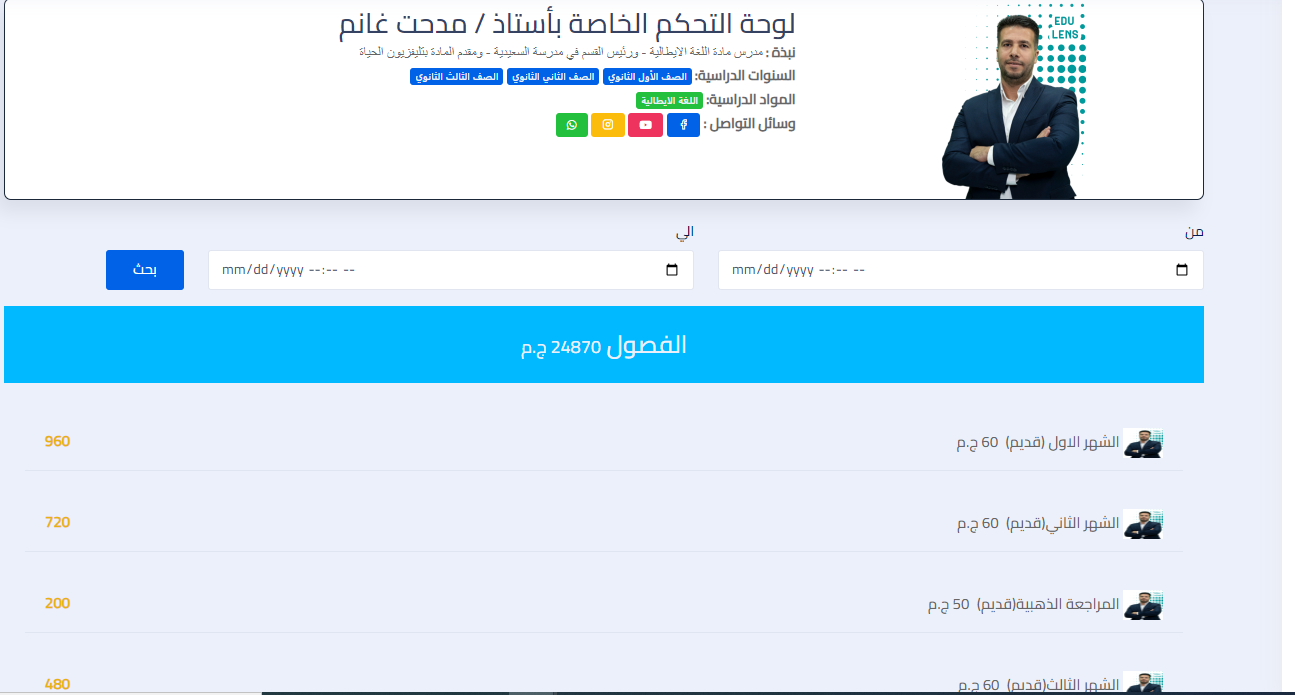 لوحة التحكم الخاصة بأستاذ / مدحت غانم
EDU
LENS
نبذة : مدرس مادة اللغة الايطالية - ورئيس القسم في مدرسة السعيدية - ومقدم المادة بتليفزيون الحياة
السنوات الدراسية: الصف الأول الثانوي الصف الثاني الثانوي الصف الثالث الثانوي
المواد الدراسية: اللغة الايطالية
وسائل التواصل :
من
الي
mm/dd/yyyy --:-- --
mm/dd/yyyy --:-- --
بحث
الفصول 24870 ج.م
الشهر الاول (قديم) 60 ج.م
960
الشهر الثاني(قديم) 60 ج.م
720
المراجعة الذهبية(قديم) 50 ج.م
200
الشهر الثالث(قديم) 60 ج.م
480